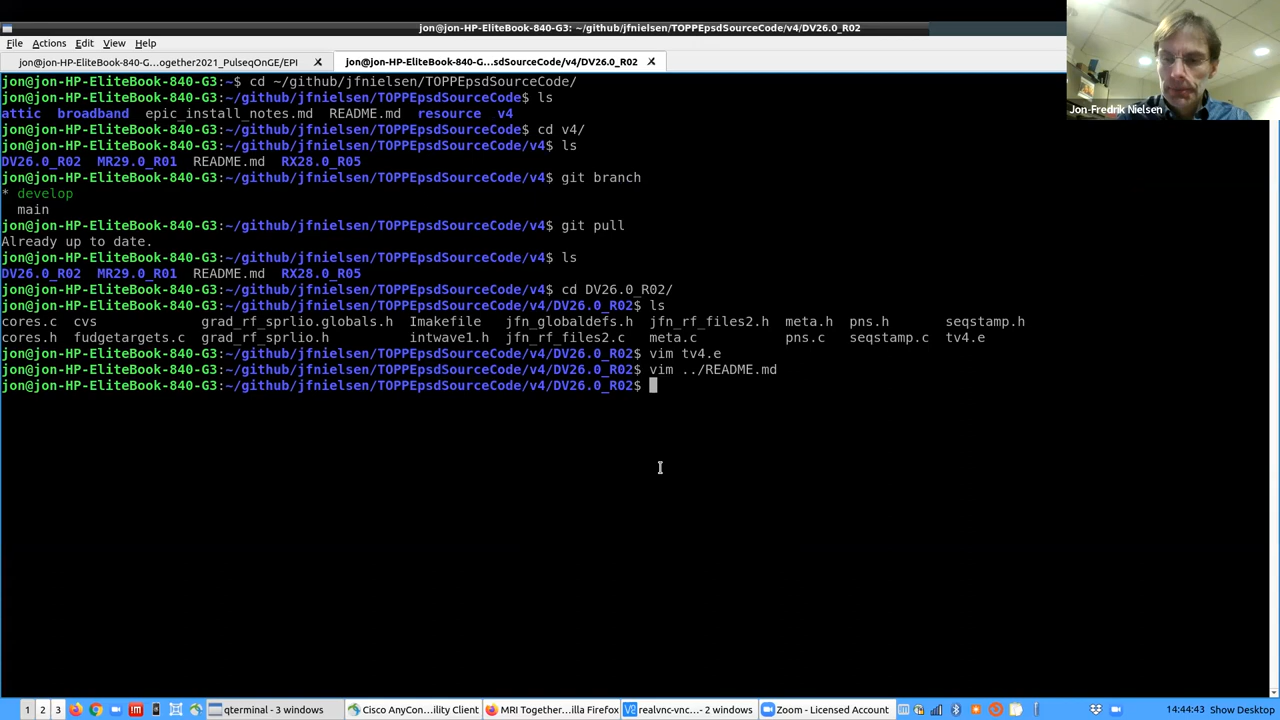 jon@jon-HP-EliteBook-840-G3: ~/github/jfnielsen/TOPPEpsdSourceCode/v4/DV26.0_R02
File Actions Edit View Help
jon@jon-HP-EliteBook-840-G...ogether2021_PulseqOnGE/EPI
jon@jon-HP-EliteBook-840-G...sdSourceCode/v4/DV26.0_R02
jon@jon-HP-EliteBook-840-G3:~$ cd ~/github/jfnielsen/TOPPEpsdSourceCode/
jon@jon-HP-EliteBook-840-G3:~/github/jfnielsen/TOPPEpsdSourceCode$ ls
attic broadband epic_install_notes.md README.md resource v4
jon@jon-HP-EliteBook-840-G3:~/github/jfnielsen/TOPPEpsdSourceCode$ cd v4/
jon@jon-HP-EliteBook-840-G3:~/github/jfnielsen/TOPPEpsdSourceCode/v4$ ls
DV26.0_R02 MR29.0_R01 README.md RX28.0_R05
jon@jon-HP-EliteBook-840-G3:~/github/jfnielsen/TOPPEpsdSourceCode/v4$ git branch
* develop
main
jon@jon-HP-EliteBook-840-G3:~/github/jfnielsen/TOPPEpsdSourceCode/v4$ git pull
Already up to date.
jon@jon-HP-EliteBook-840-G3:~/github/jfnielsen/TOPPEpsdSourceCode/v4$ ls
DV26.0_R02 MR29.0_R01 README.md RX28.0_R05
jon@jon-HP-EliteBook-840-G3:~/github/jfnielsen/TOPPEpsdSourceCode/v4$ cd DV26.0_R02/
jon@jon-HP-EliteBook-840-G3:~/github/jfnielsen/TOPPEpsdSourceCode/v4/DV26.0_R02$ ls
cores.c cvs grad_rf_sprlio.globals.h Imakefile jfn_globaldefs.h jfn_rf_files2.h meta.h pns.h seqstamp.h
cores.h fudgetargets.c grad_rf_sprlio.h intwave1.h jfn_rf_files2.c meta.c pns.c seqstamp.c tv4.e
jon@jon-HP-EliteBook-840-G3:~/github/jfnielsen/TOPPEpsdSourceCode/v4/DV26.0_R02$ vim tv4.e
jon@jon-HP-EliteBook-840-G3:~/github/jfnielsen/TOPPEpsdSourceCode/v4/DV26.0_R02$ vim ../README.md
jon@jon-HP-EliteBook-840-G3:~/github/jfnielsen/TOPPEpsdSourceCode/v4/DV26.0_R02$
Jon-Fredrik Nielsen
1 2 3 qterminal - 3 windows Cisco AnyCon...ility Client MRI Together...illa Firefox realvnc-vnc... - 2 windows Zoom - Licensed Account 14:44:43 Show Desktop